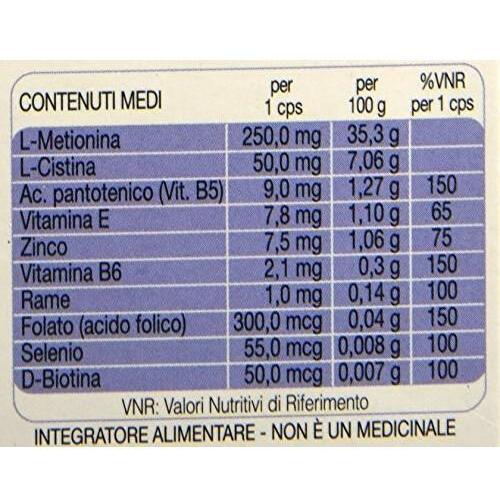 CONTENUTI MEDI per 1 cps per 100 g %VNR per 1 cps
L-Metionina 250,0 mg 35,3 g
L-Cistina 50,0 mg 7,06 g
Ac. pantotenico (Vit. B5) 9,0 mg 1,27 g 150
Vitamina E 7,8 mg 1,10 g 65
Zinco 7,5 mg 1,06 g 75
Vitamina B6 2,1 mg 0,3 g 150
Rame 1,0 mg 0,14 g 100
Folato (acido folico) 300,0 mcg 0,04 g 150
Selenio 55,0 mcg 0,008 g 100
D-Biotina 50,0 mcg 0,007 g 100
VNR: Valori Nutritivi di Riferimento
INTEGRATORE ALIMENTARE - NON È UN MEDICINALE